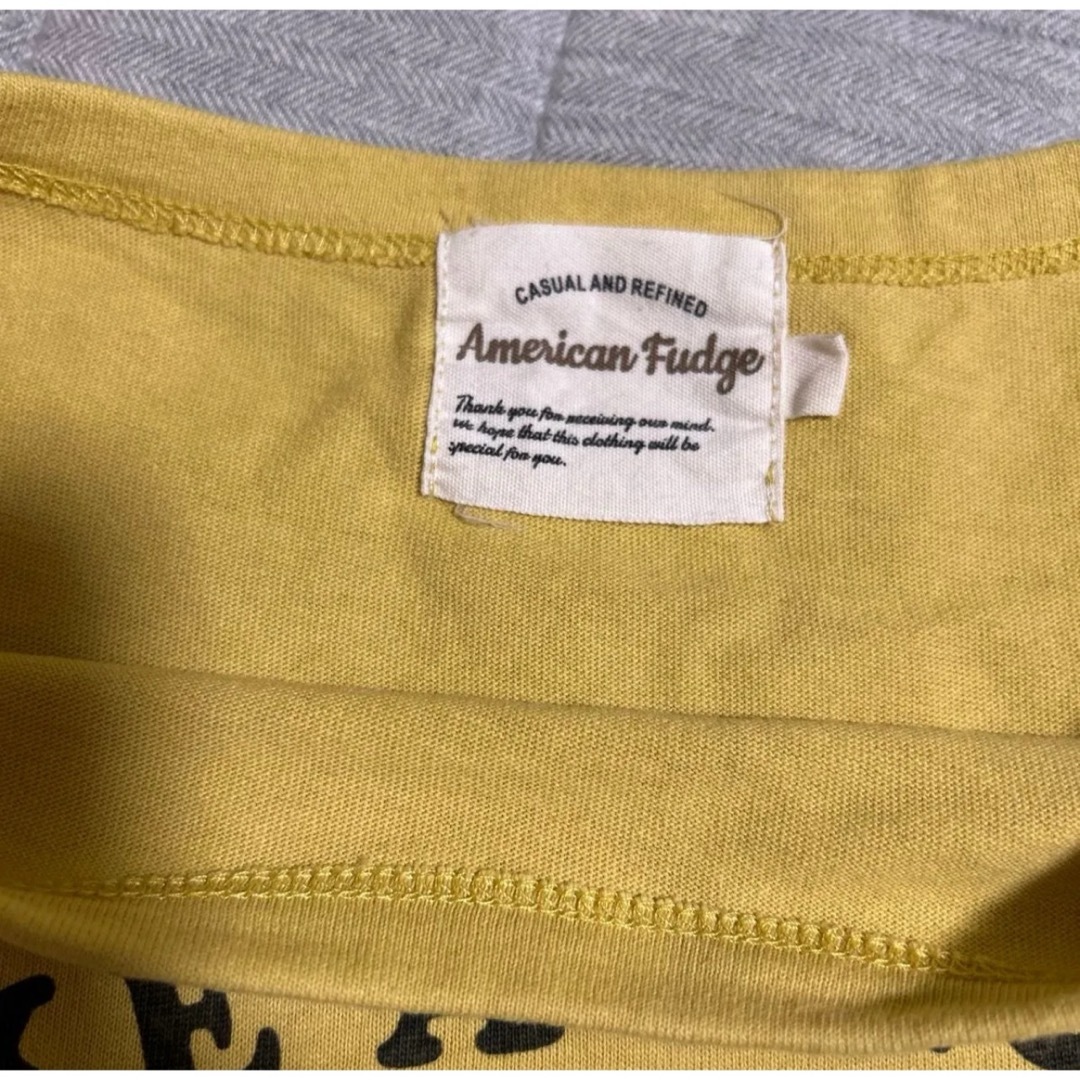 CASUAL AND REFINED
American Fudge
Thank you for receiving our mind.
We hope that this clothing will be
special for you.